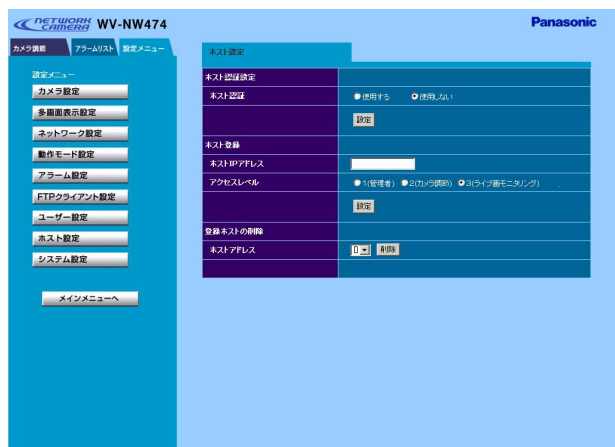 NETWORK CAMERA WV-NW474
Panasonic
カメラ調節 アラームリスト 設定メニュー
設定メニュー
カメラ設定
多画面表示設定
ネットワーク設定
動作モード設定
アラーム設定
FTPクライアント設定
ユーザー設定
ホスト設定
システム設定
メインメニューへ
ホスト設定
ホスト認証設定
ホスト認証 使用する 使用しない
設定
ホスト登録
ホストIPアドレス
アクセスレベル 1(管理者) 2(カメラ調節) 3(ライブ画モニタリング)
設定
登録ホストの削除
ホストアドレス 削除